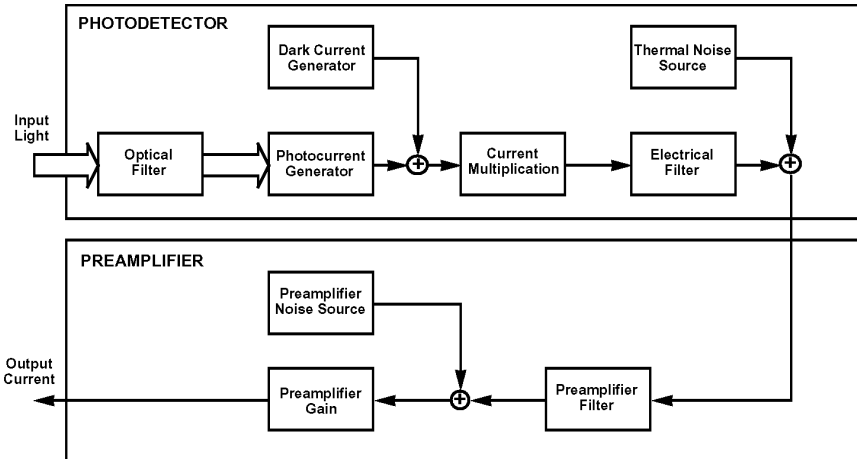 PHOTODETECTOR
Dark Current
Generator
Thermal Noise
Source
Input
Light
Optical
Filter
Photocurrent
Generator
+
Current
Multiplication
Electrical
Filter
+
PREAMPLIFIER
Preamplifier
Noise Source
Output
Current
Preamplifier
Gain
+
Preamplifier
Filter